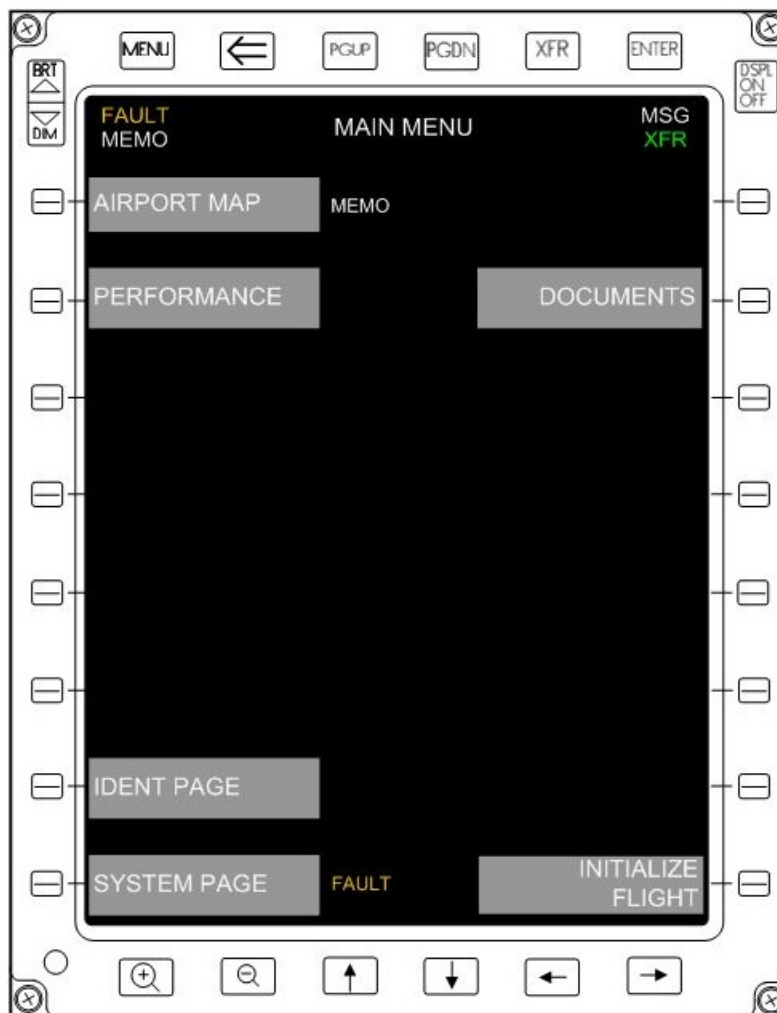 MENU
PGUP
PGDN
XFR
ENTER
BRT
DIM
DSPL
ON
OFF
FAULT
MEMO
MAIN MENU
MSG
XFR
AIRPORT MAP
MEMO
PERFORMANCE
DOCUMENTS
IDENT PAGE
SYSTEM PAGE
FAULT
INITIALIZE
FLIGHT